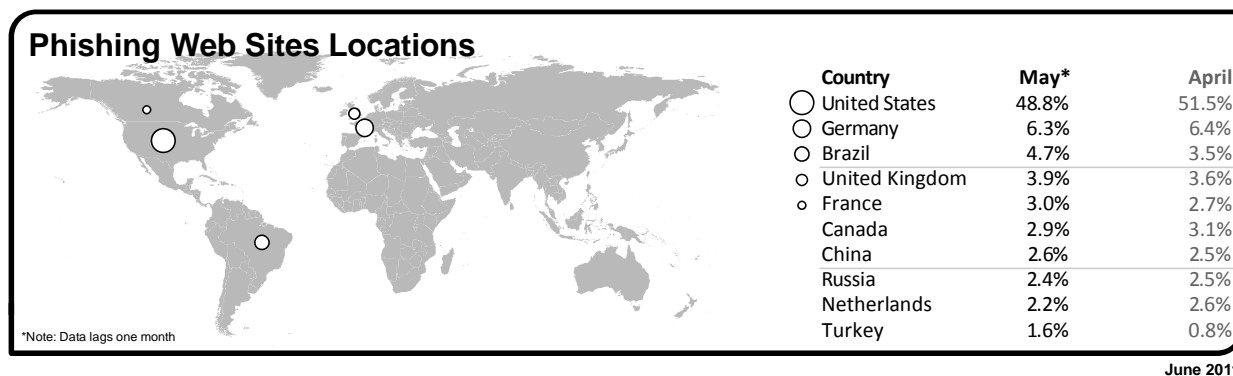 Phishing Web Sites Locations
Country May* April
United States 48.8% 51.5%
Germany 6.3% 6.4%
Brazil 4.7% 3.5%
United Kingdom 3.9% 3.6%
France 3.0% 2.7%
Canada 2.9% 3.1%
China 2.6% 2.5%
Russia 2.4% 2.5%
Netherlands 2.2% 2.6%
Turkey 1.6% 0.8%
*Note: Data lags one month
June